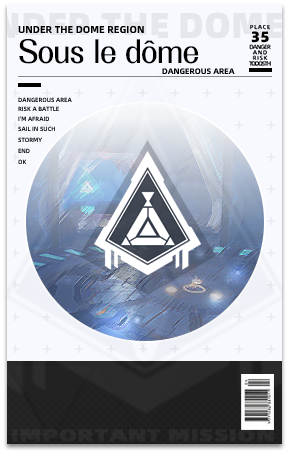 UNDER THE DOME
UNDER THE DOME REGION
Sous le dôme
DANGEROUS AREA
PLACE
35
DANGER
AND
RISK
DANGEROUS AREA
RISK A BATTLE
I'M AFRAID
SAIL IN SUCH
STORMY
END
OK
IMPORTANT MISSION